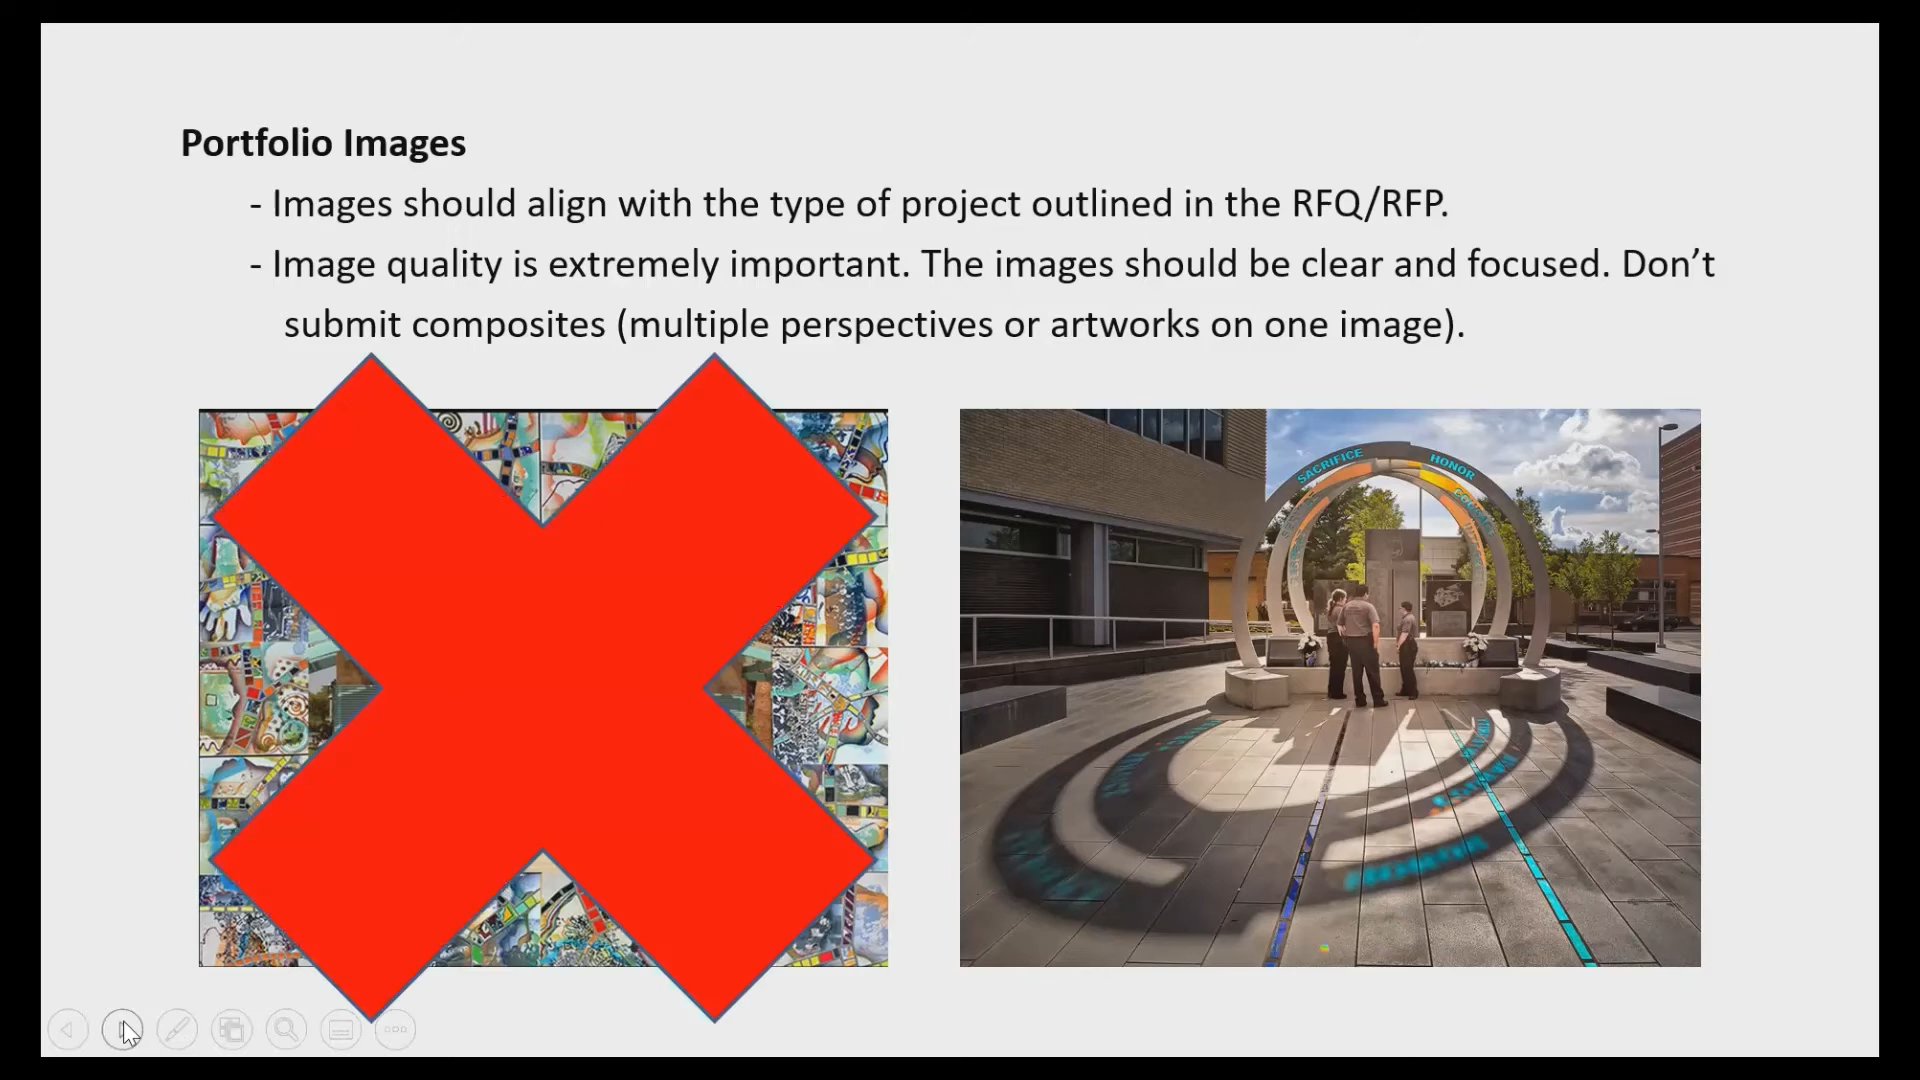 Portfolio Images
- Images should align with the type of project outlined in the RFQ/RFP.
- Image quality is extremely important. The images should be clear and focused. Don’t
submit composites (multiple perspectives or artworks on one image).
SACRIFICE
HONOR